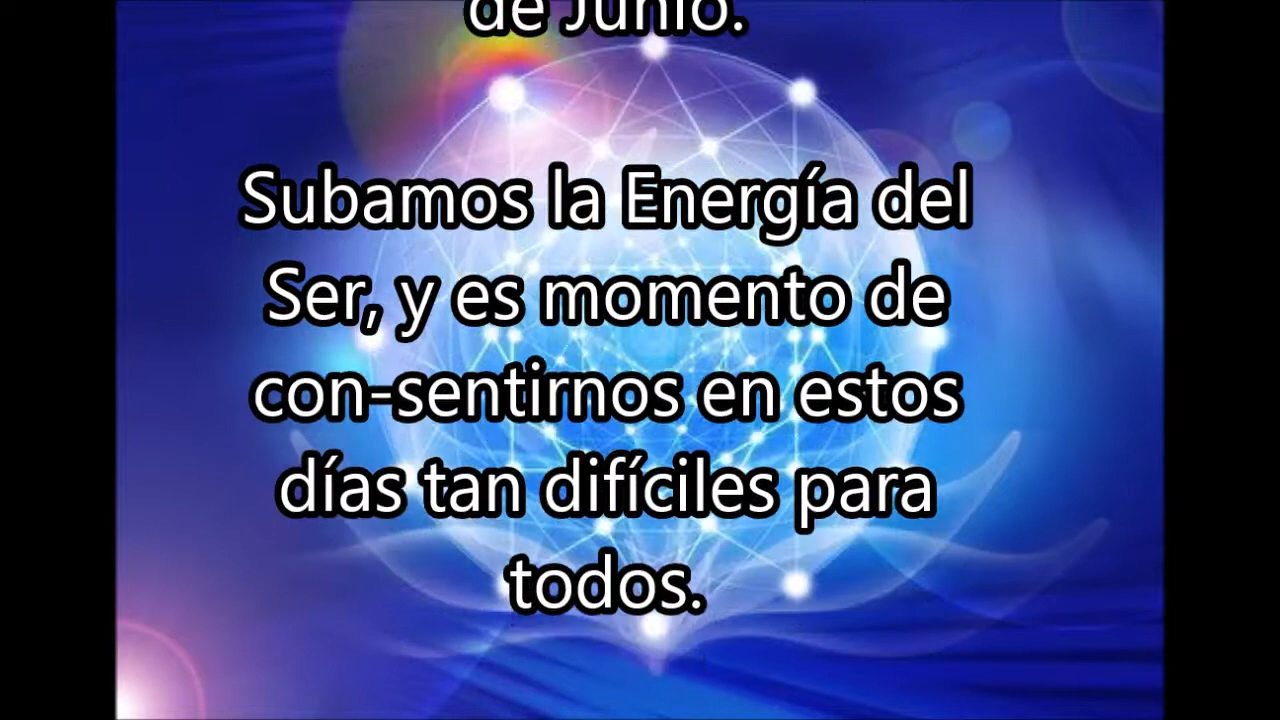 de Junio.
Subamos la Energía del
Ser, y es momento de
con-sentirnos en estos
días tan difíciles para
todos.